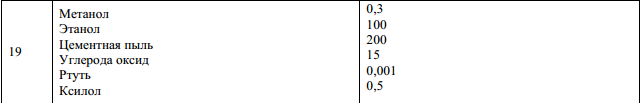 19
Метанол 0,3
Этанол 100
Цементная пыль 200
Углерода оксид 15
Ртуть 0,001
Ксилол 0,5